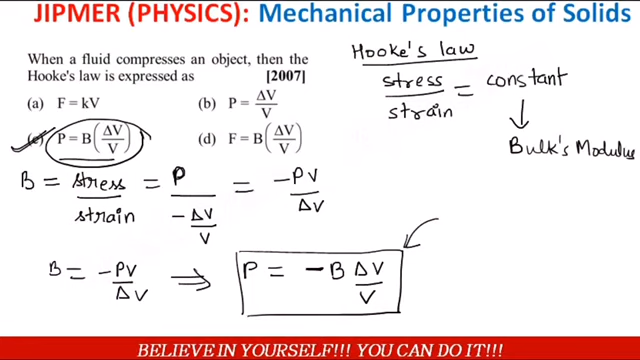 JIPMER (PHYSICS): Mechanical Properties of Solids
When a fluid compresses an object, then the
Hooke's law is expressed as [2007]
(a) F = kV (b) P = ΔV/V
(c) P = B(ΔV/V) (d) F = B(ΔV/V)
Hooke's law
stress/strain = constant
Bulk's Modulus
B = stress/strain = P/(-ΔV/V) = -PV/ΔV
B = -PV/ΔV ⇒ P = -B ΔV/V
BELIEVE IN YOURSELF!!! YOU CAN DO IT!!!